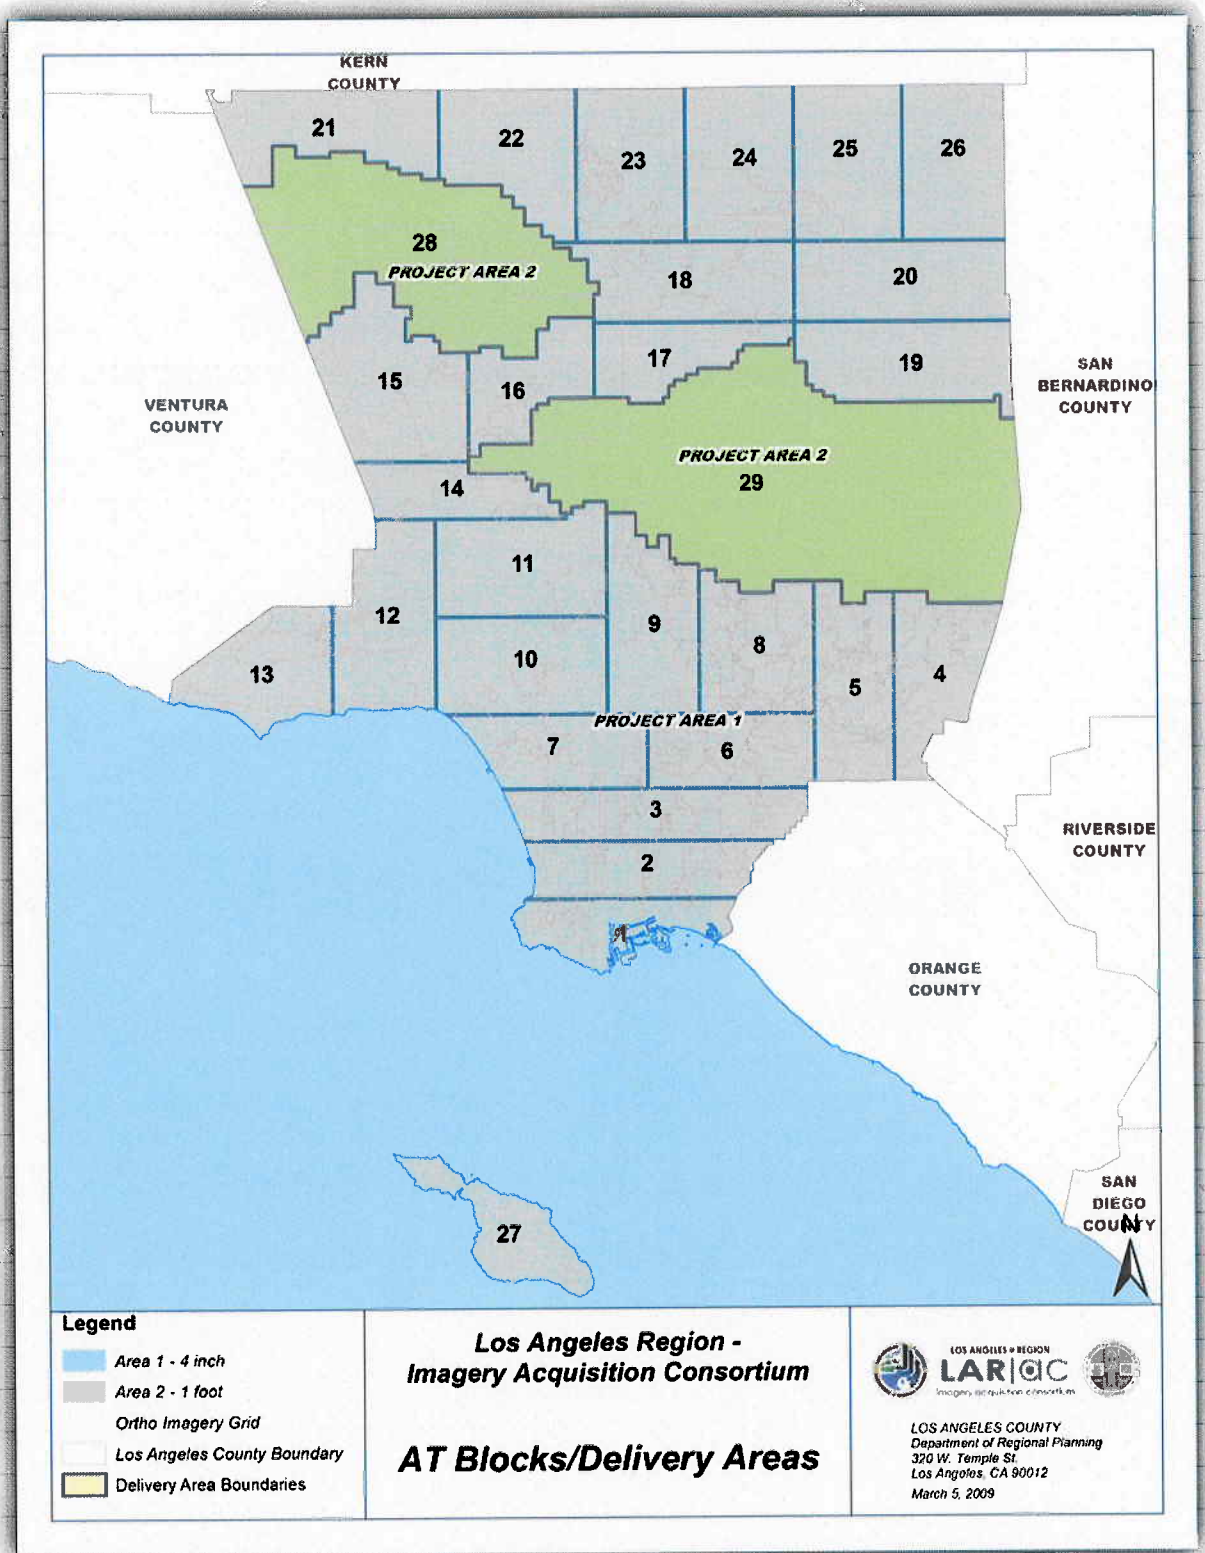 KERN
COUNTY
21
22
23
24
25
26
28
PROJECT AREA 2
18
20
17
19
15
16
SAN
BERNARDINO
COUNTY
VENTURA
COUNTY
PROJECT AREA 2
29
14
11
12
9
8
10
13
5
4
PROJECT AREA 1
7
6
3
RIVERSIDE
COUNTY
2
ORANGE
COUNTY
SAN
DIEGO
COUNTY
N
27
Legend
Area 1 - 4 inch
Area 2 - 1 foot
Ortho Imagery Grid
Los Angeles County Boundary
Delivery Area Boundaries
Los Angeles Region -
Imagery Acquisition Consortium
AT Blocks/Delivery Areas
LOS ANGELES REGION
LAR|aC
Imagery acquisition consortium
LOS ANGELES COUNTY
Department of Regional Planning
320 W. Temple St.
Los Angeles, CA 90012
March 5, 2009